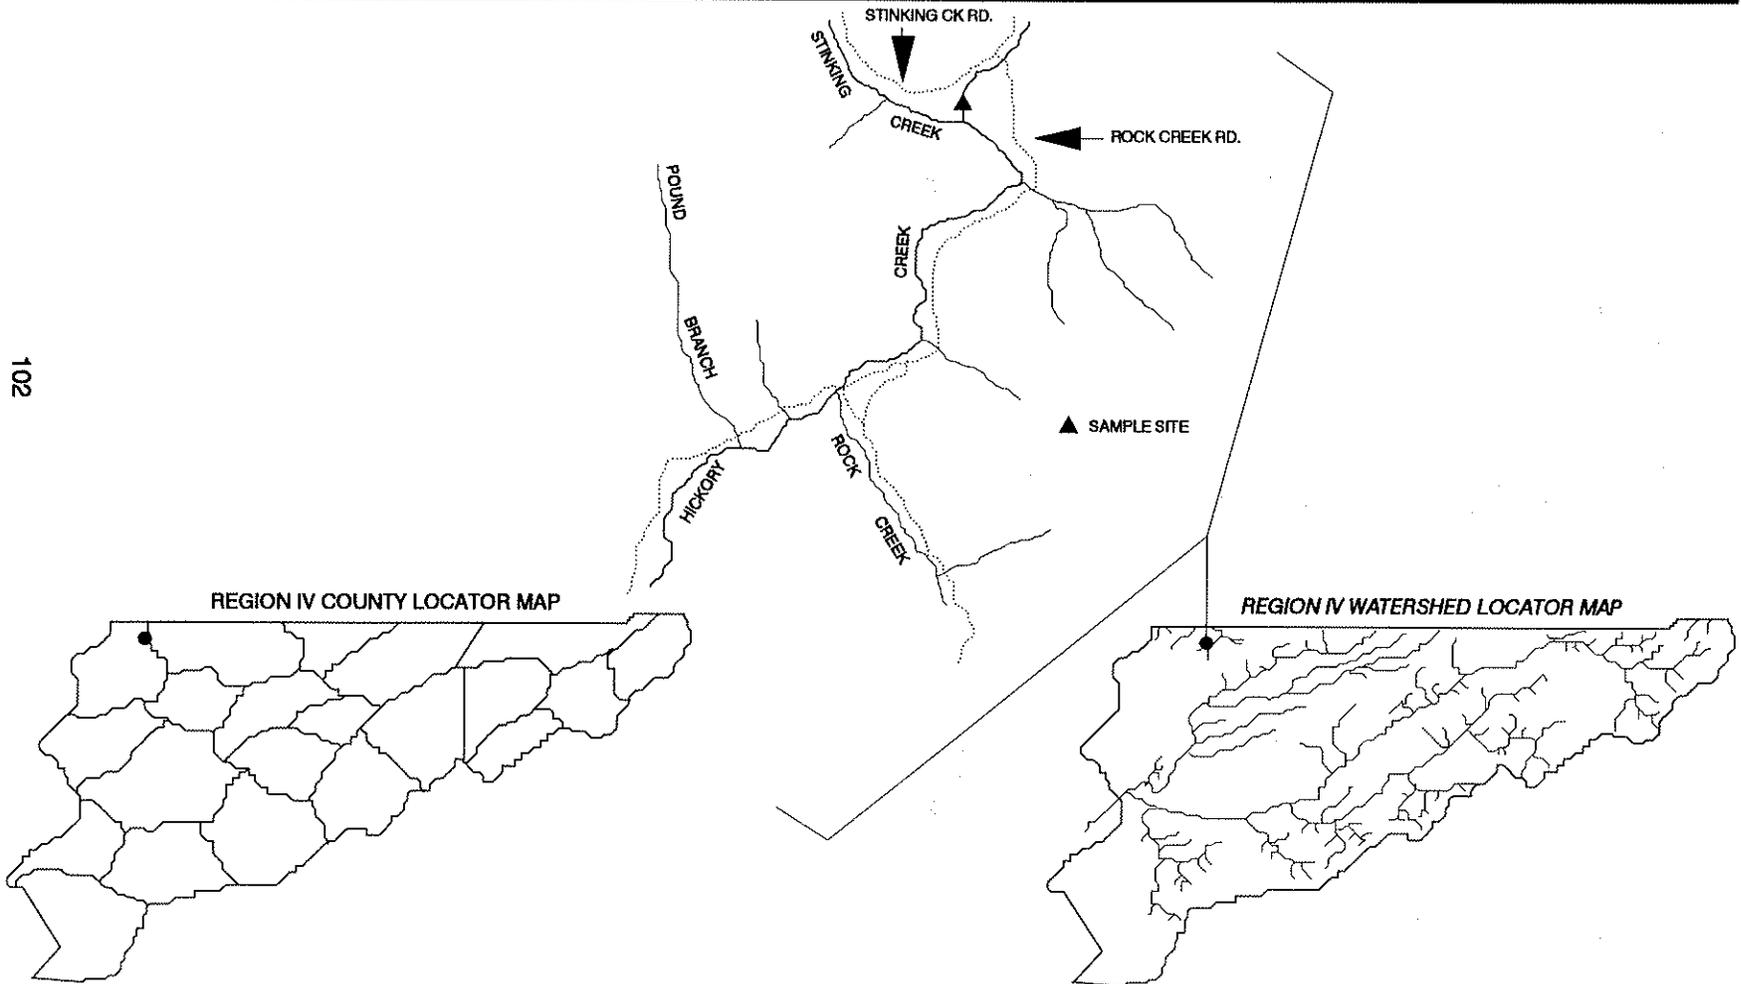 STINKING CK RD.
STINKING
CREEK
ROCK CREEK RD.
POUND
CREEK
BRANCH
102
SAMPLE SITE
ROCK
HICKORY
CREEK
REGION IV COUNTY LOCATOR MAP
REGION IV WATERSHED LOCATOR MAP